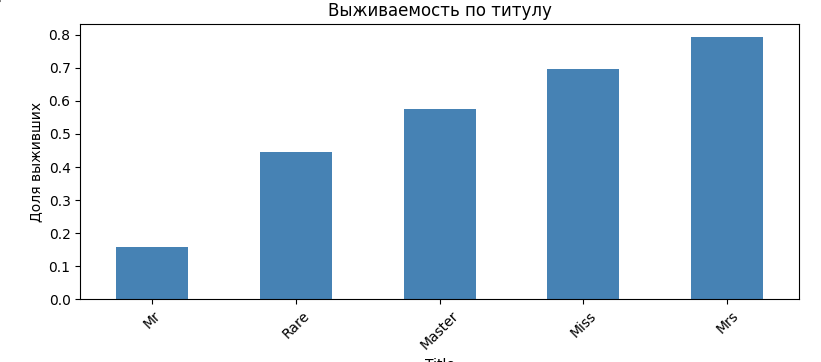 Выживаемость по титулу
Доля выживших
0.8
0.7
0.6
0.5
0.4
0.3
0.2
0.1
0.0
Mr
Rare
Master
Miss
Mrs
Title